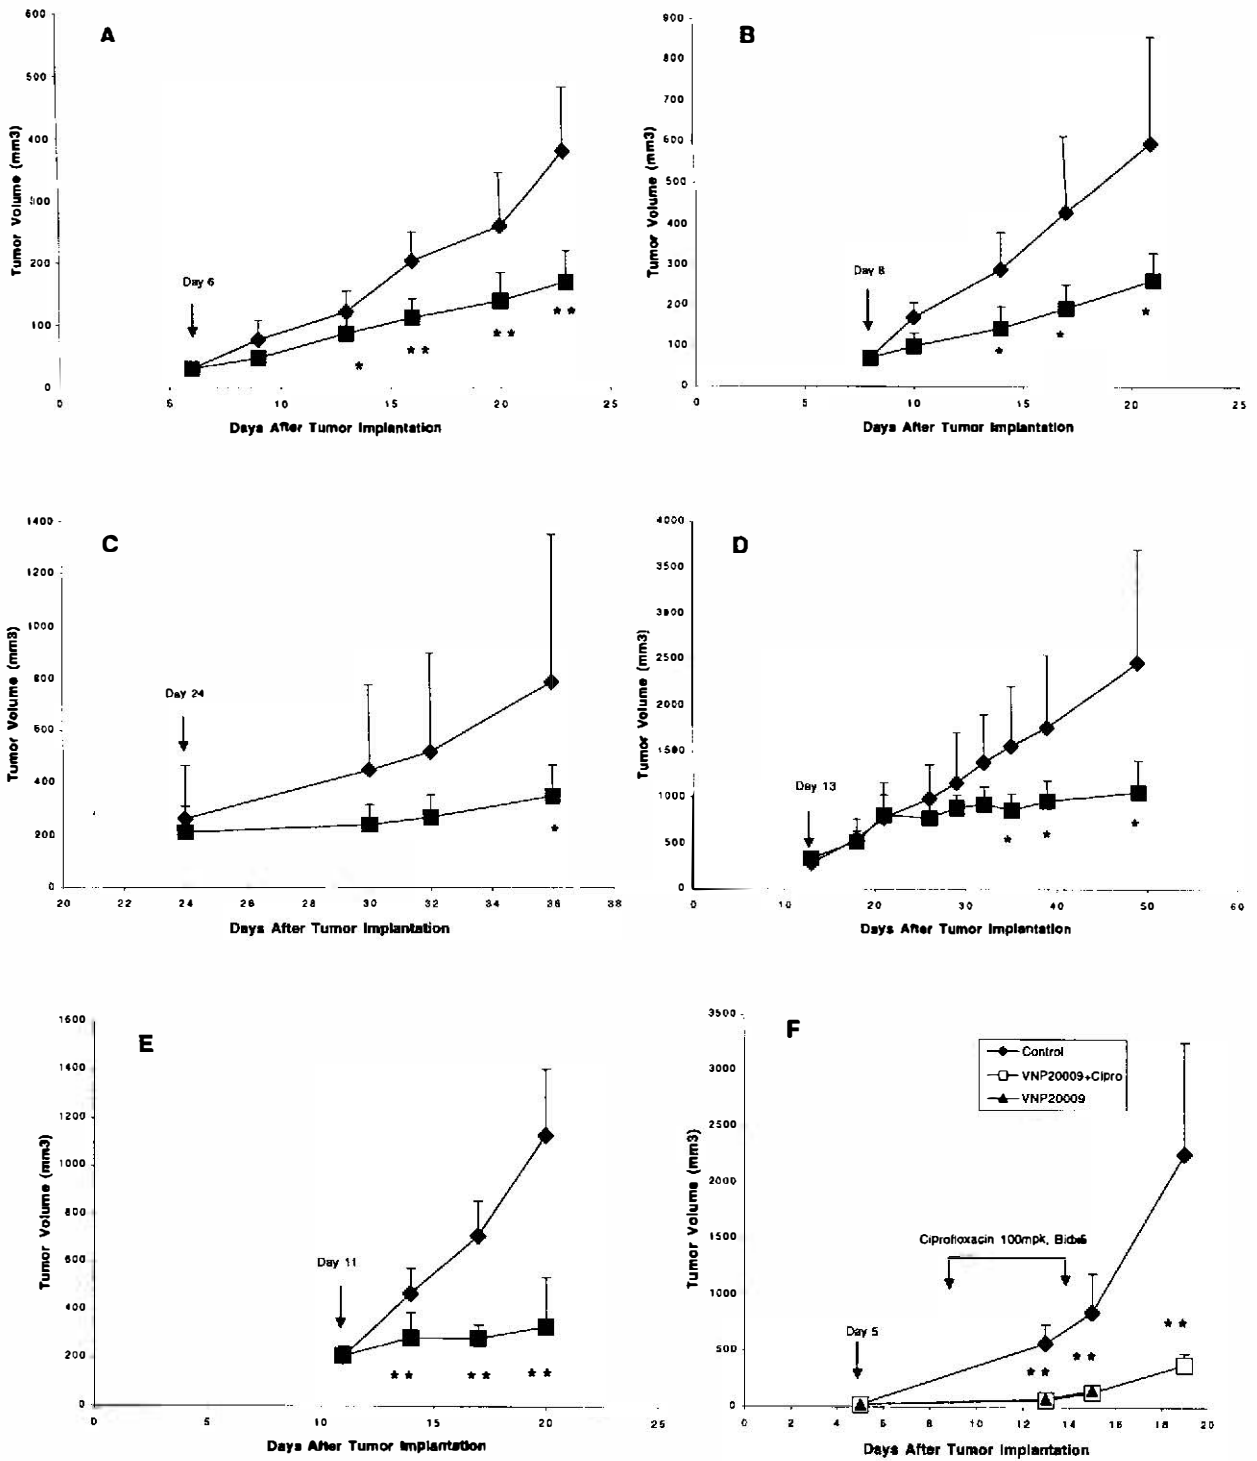 A
600
500
400
300
200
100
0
Tumor Volume (mm3)
Day 6
*
**
**
**
0 5 10 15 20 25
Days After Tumor Implantation
B
900
800
700
600
500
400
300
200
100
0
Tumor Volume (mm3)
Day 8
*
*
*
0 5 10 15 20 25
Days After Tumor Implantation
C
1400
1200
1000
800
600
400
200
0
Tumor Volume (mm3)
Day 24
*
20 22 24 26 28 30 32 34 36 38
Days After Tumor Implantation
D
4000
3500
3000
2500
2000
1500
1000
500
0
Tumor Volume (mm3)
Day 13
*
*
*
0 10 20 30 40 50 60
Days After Tumor Implantation
E
1600
1400
1200
1000
800
600
400
200
0
Tumor Volume (mm3)
Day 11
** ** **
0 5 10 15 20 25
Days After Tumor Implantation
F
3500
3000
2500
2000
1500
1000
500
0
Tumor Volume (mm3)
Control
VNP20009+Cipro
VNP20009
Ciprofloxacin 100mpk, Bidx5
Day 5
**
**
**
0 2 4 6 8 10 12 14 16 18 20
Days After Tumor Implantation